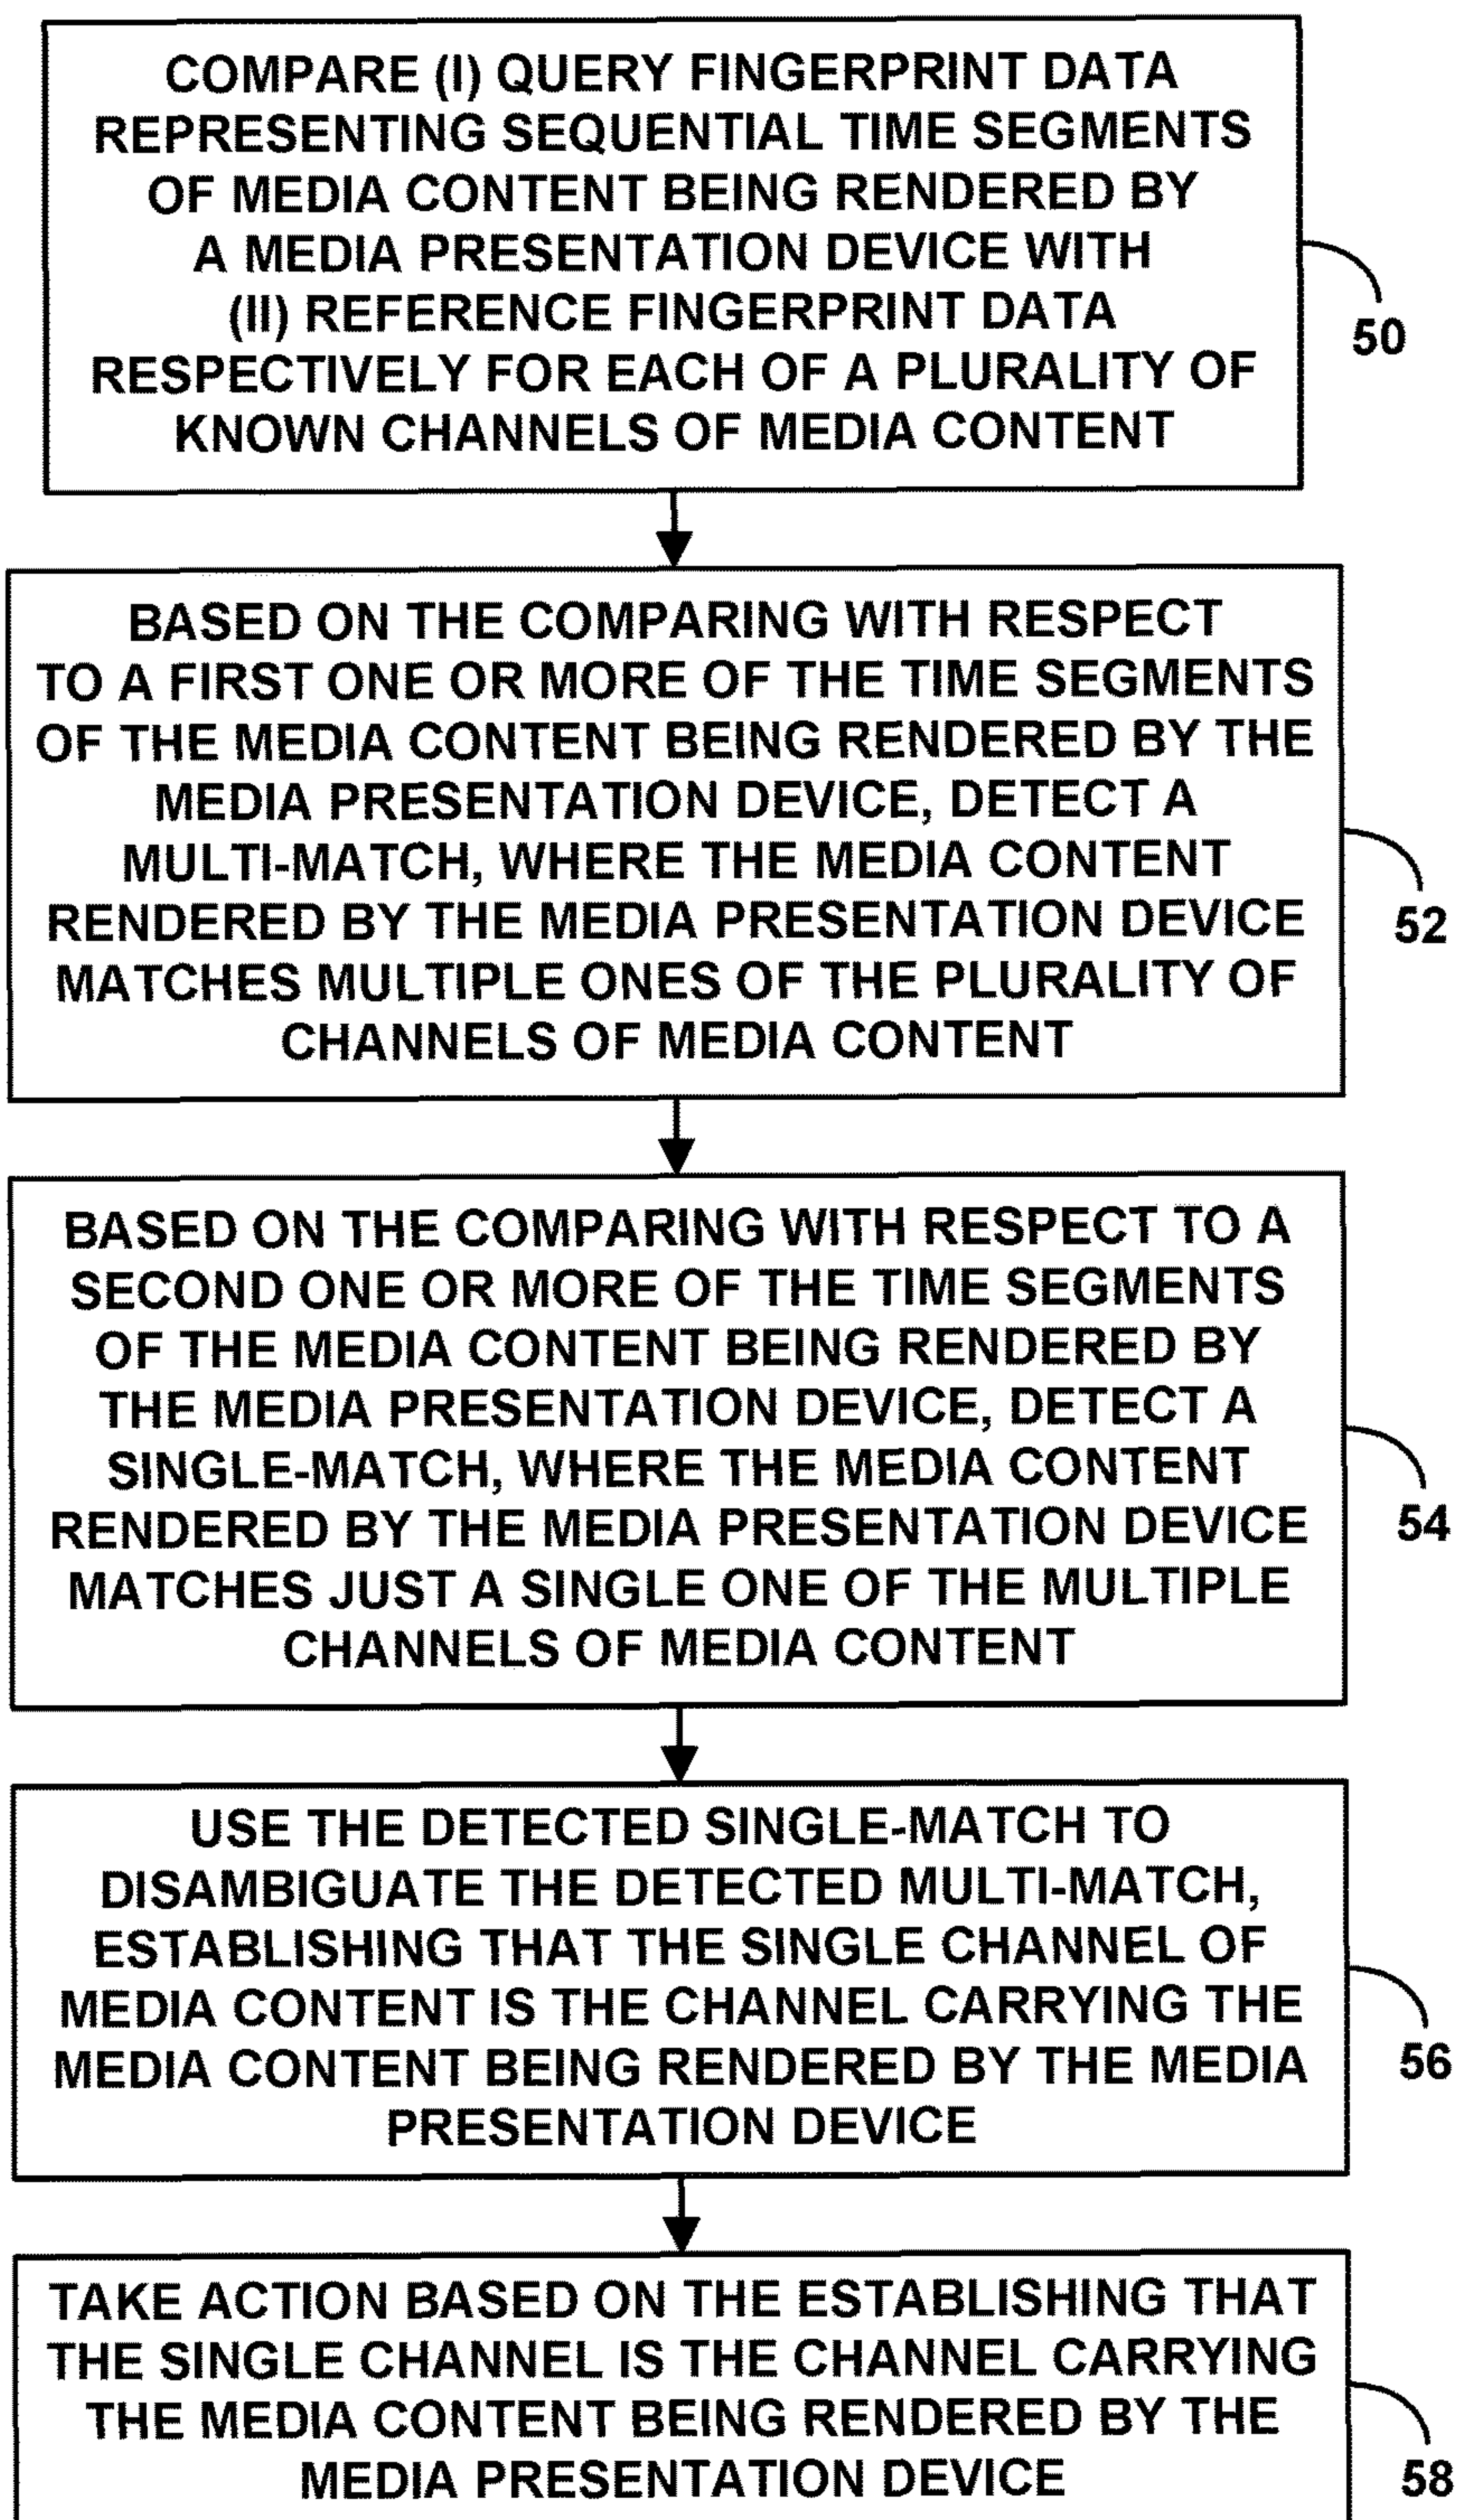 COMPARE (I) QUERY FINGERPRINT DATA
REPRESENTING SEQUENTIAL TIME SEGMENTS
OF MEDIA CONTENT BEING RENDERED BY
A MEDIA PRESENTATION DEVICE WITH
(II) REFERENCE FINGERPRINT DATA
RESPECTIVELY FOR EACH OF A PLURALITY OF
KNOWN CHANNELS OF MEDIA CONTENT
50
BASED ON THE COMPARING WITH RESPECT
TO A FIRST ONE OR MORE OF THE TIME SEGMENTS
OF THE MEDIA CONTENT BEING RENDERED BY THE
MEDIA PRESENTATION DEVICE, DETECT A
MULTI-MATCH, WHERE THE MEDIA CONTENT
RENDERED BY THE MEDIA PRESENTATION DEVICE
MATCHES MULTIPLE ONES OF THE PLURALITY OF
CHANNELS OF MEDIA CONTENT
52
BASED ON THE COMPARING WITH RESPECT TO A
SECOND ONE OR MORE OF THE TIME SEGMENTS
OF THE MEDIA CONTENT BEING RENDERED BY
THE MEDIA PRESENTATION DEVICE, DETECT A
SINGLE-MATCH, WHERE THE MEDIA CONTENT
RENDERED BY THE MEDIA PRESENTATION DEVICE
MATCHES JUST A SINGLE ONE OF THE MULTIPLE
CHANNELS OF MEDIA CONTENT
54
USE THE DETECTED SINGLE-MATCH TO
DISAMBIGUATE THE DETECTED MULTI-MATCH,
ESTABLISHING THAT THE SINGLE CHANNEL OF
MEDIA CONTENT IS THE CHANNEL CARRYING THE
MEDIA CONTENT BEING RENDERED BY THE MEDIA
PRESENTATION DEVICE
56
TAKE ACTION BASED ON THE ESTABLISHING THAT
THE SINGLE CHANNEL IS THE CHANNEL CARRYING
THE MEDIA CONTENT BEING RENDERED BY THE
MEDIA PRESENTATION DEVICE
58